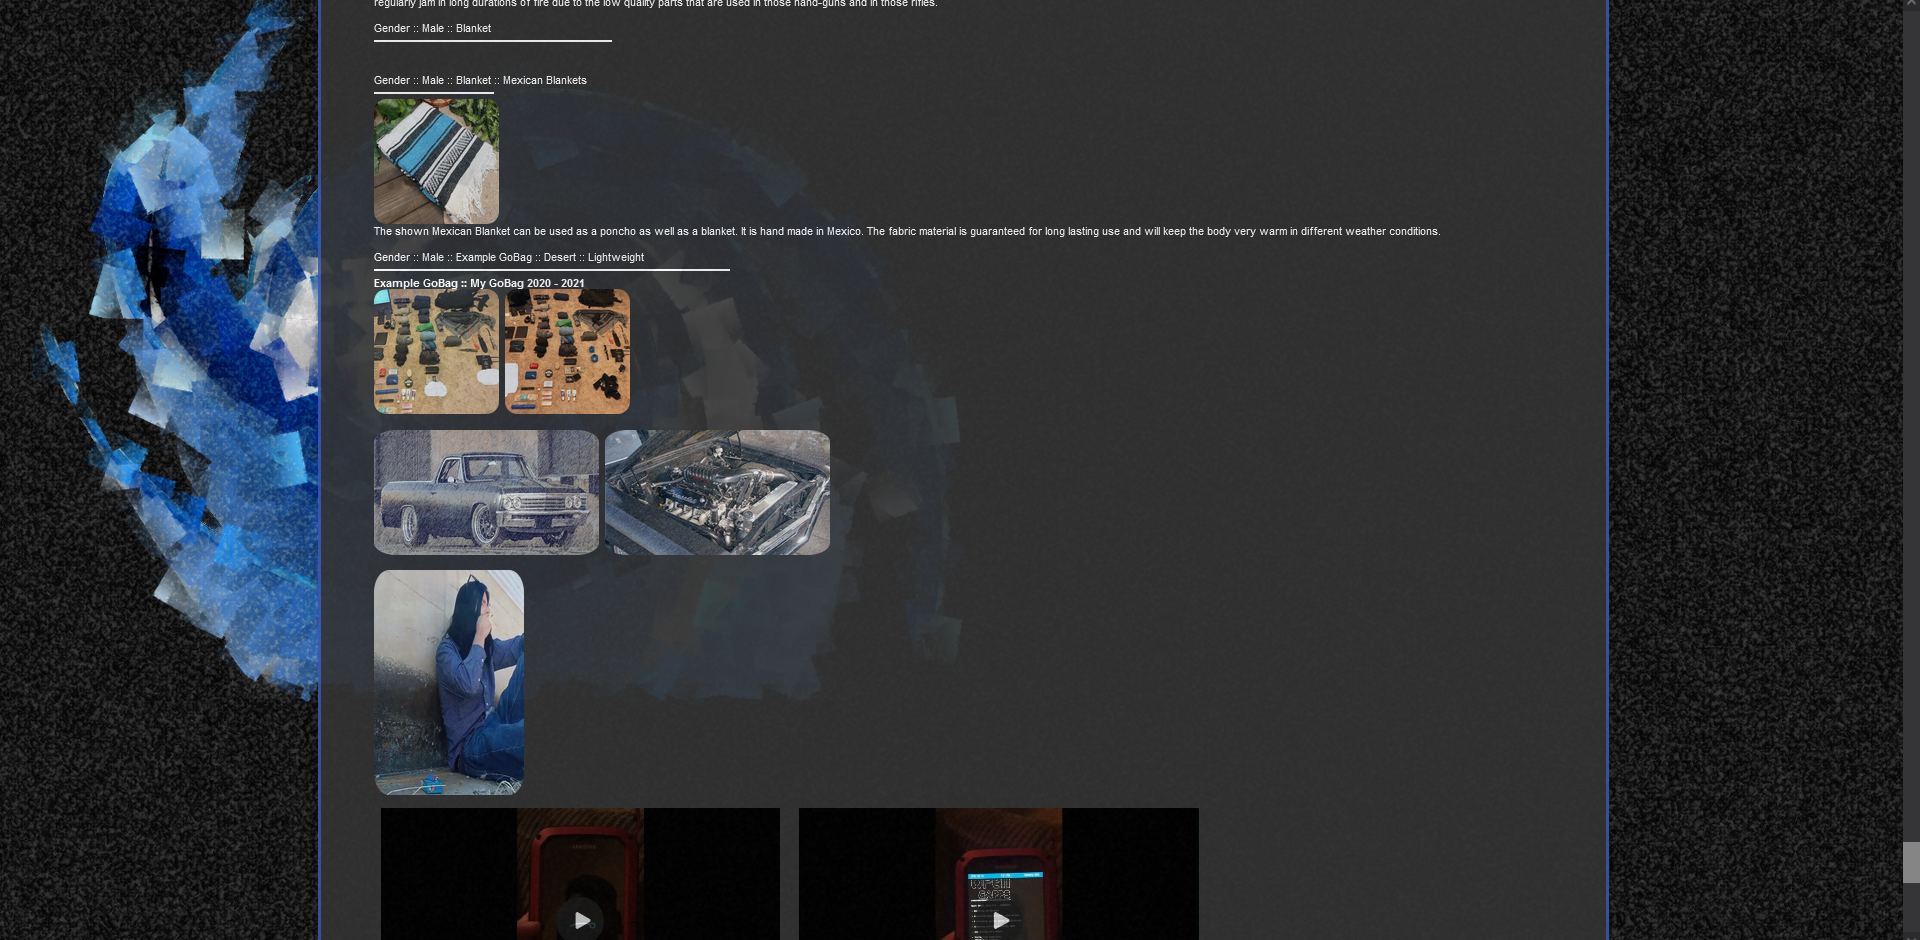 regularly jam in long durations of fire due to the low quality parts that are used in those hand-guns and in those rifles.
Gender :: Male :: Blanket
Gender :: Male :: Blanket :: Mexican Blankets
The shown Mexican Blanket can be used as a poncho as well as a blanket. It is hand made in Mexico. The fabric material is guaranteed for long lasting use and will keep the body very warm in different weather conditions.
Gender :: Male :: Example GoBag :: Desert :: Lightweight
Example GoBag :: My GoBag 2020 - 2021
SAMSUNG